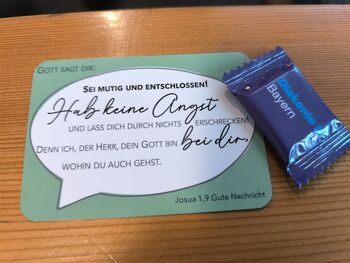 GOTT SAGT DIR:
SEI MUTIG UND ENTSCHLOSSEN!
Hab keine Angst
UND LASS DICH DURCH NICHTS ERSCHRECKEN!
DENN ICH, DER HERR, DEIN GOTT BIN bei dir,
WOHIN DU AUCH GEHST.
Josua 1,9 Gute Nachricht
Diakonie
Bayern